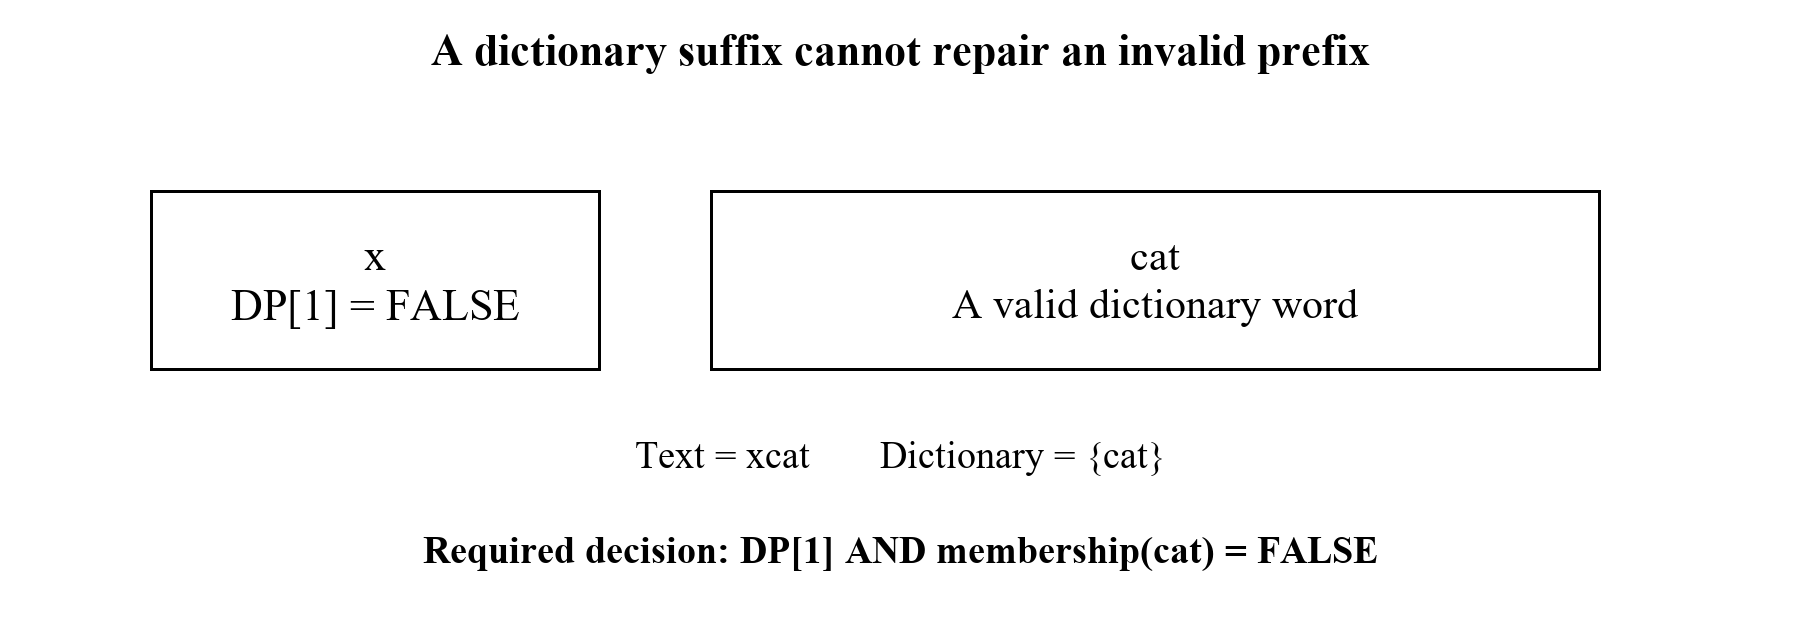 A dictionary suffix cannot repair an invalid prefix
x
DP[1] = FALSE
cat
A valid dictionary word
Text = xcat Dictionary = {cat}
Required decision: DP[1] AND membership(cat) = FALSE